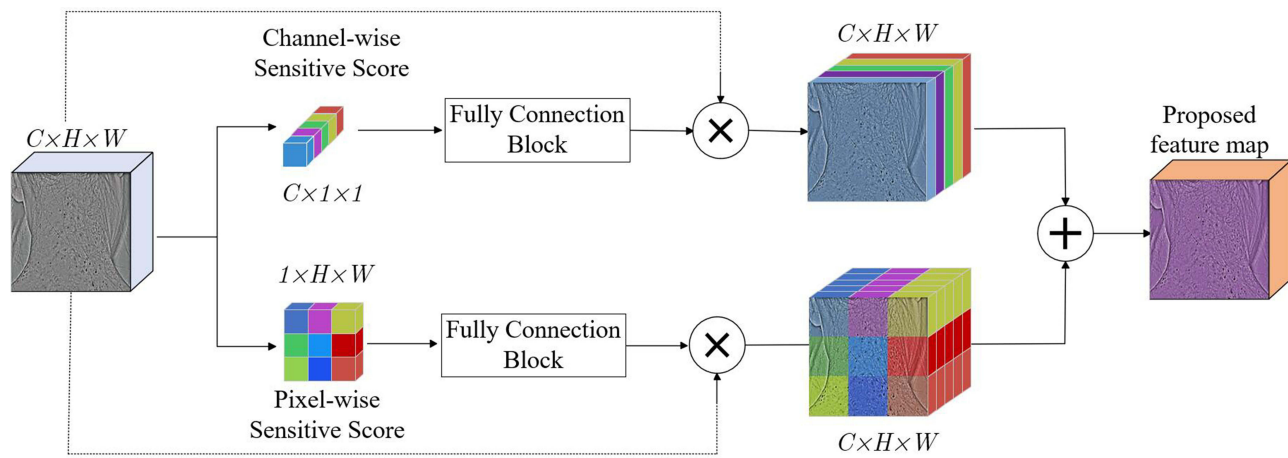 C×H×W
Channel-wise
Sensitive Score
C×1×1
Fully Connection
Block
×
C×H×W
1×H×W
Pixel-wise
Sensitive Score
Fully Connection
Block
×
C×H×W
+
Proposed
feature map